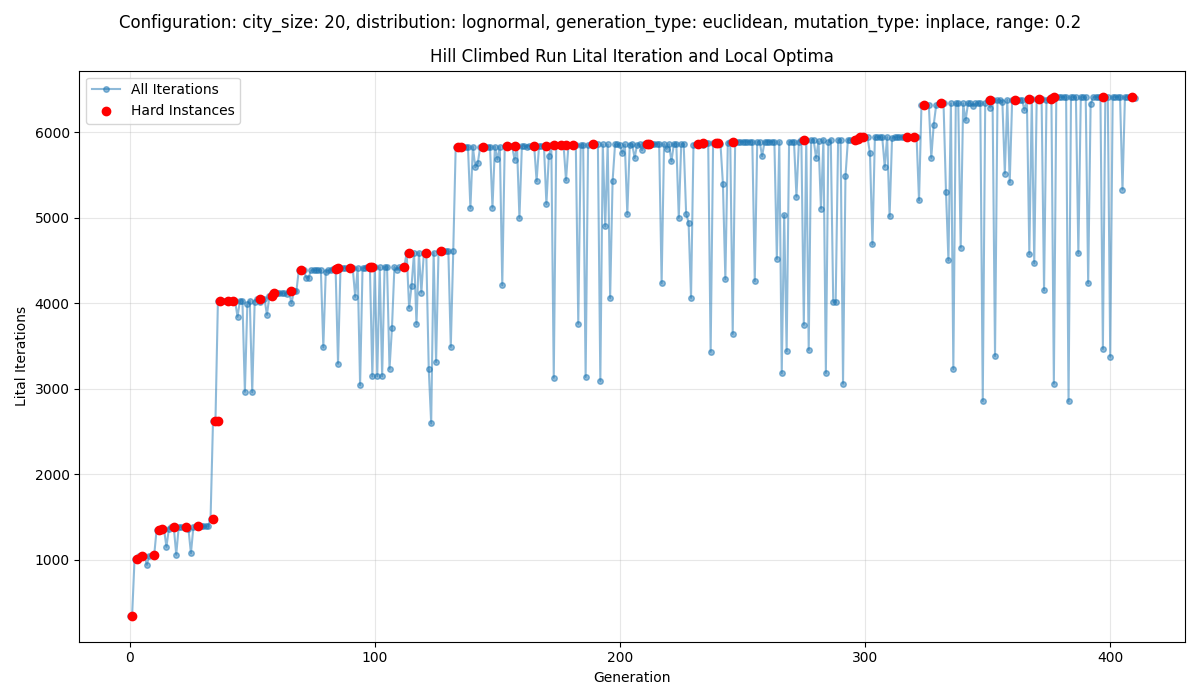 Configuration: city_size: 20, distribution: lognormal, generation_type: euclidean, mutation_type: inplace, range: 0.2
Hill Climbed Run Lital Iteration and Local Optima
All Iterations
Hard Instances
Lital Iterations
6000
5000
4000
3000
2000
1000
0 100 200 300 400
Generation